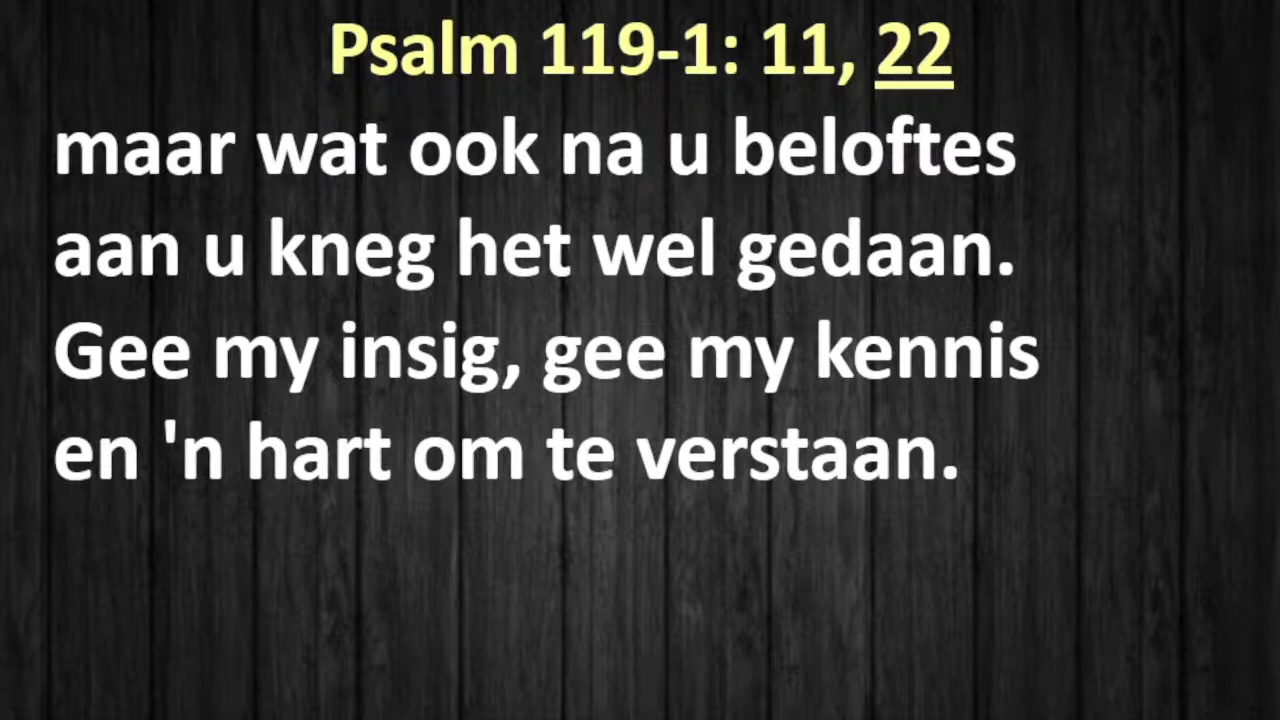 Psalm 119-1: 11, 22
maar wat ook na u beloftes
aan u kneg het wel gedaan.
Gee my insig, gee my kennis
en 'n hart om te verstaan.